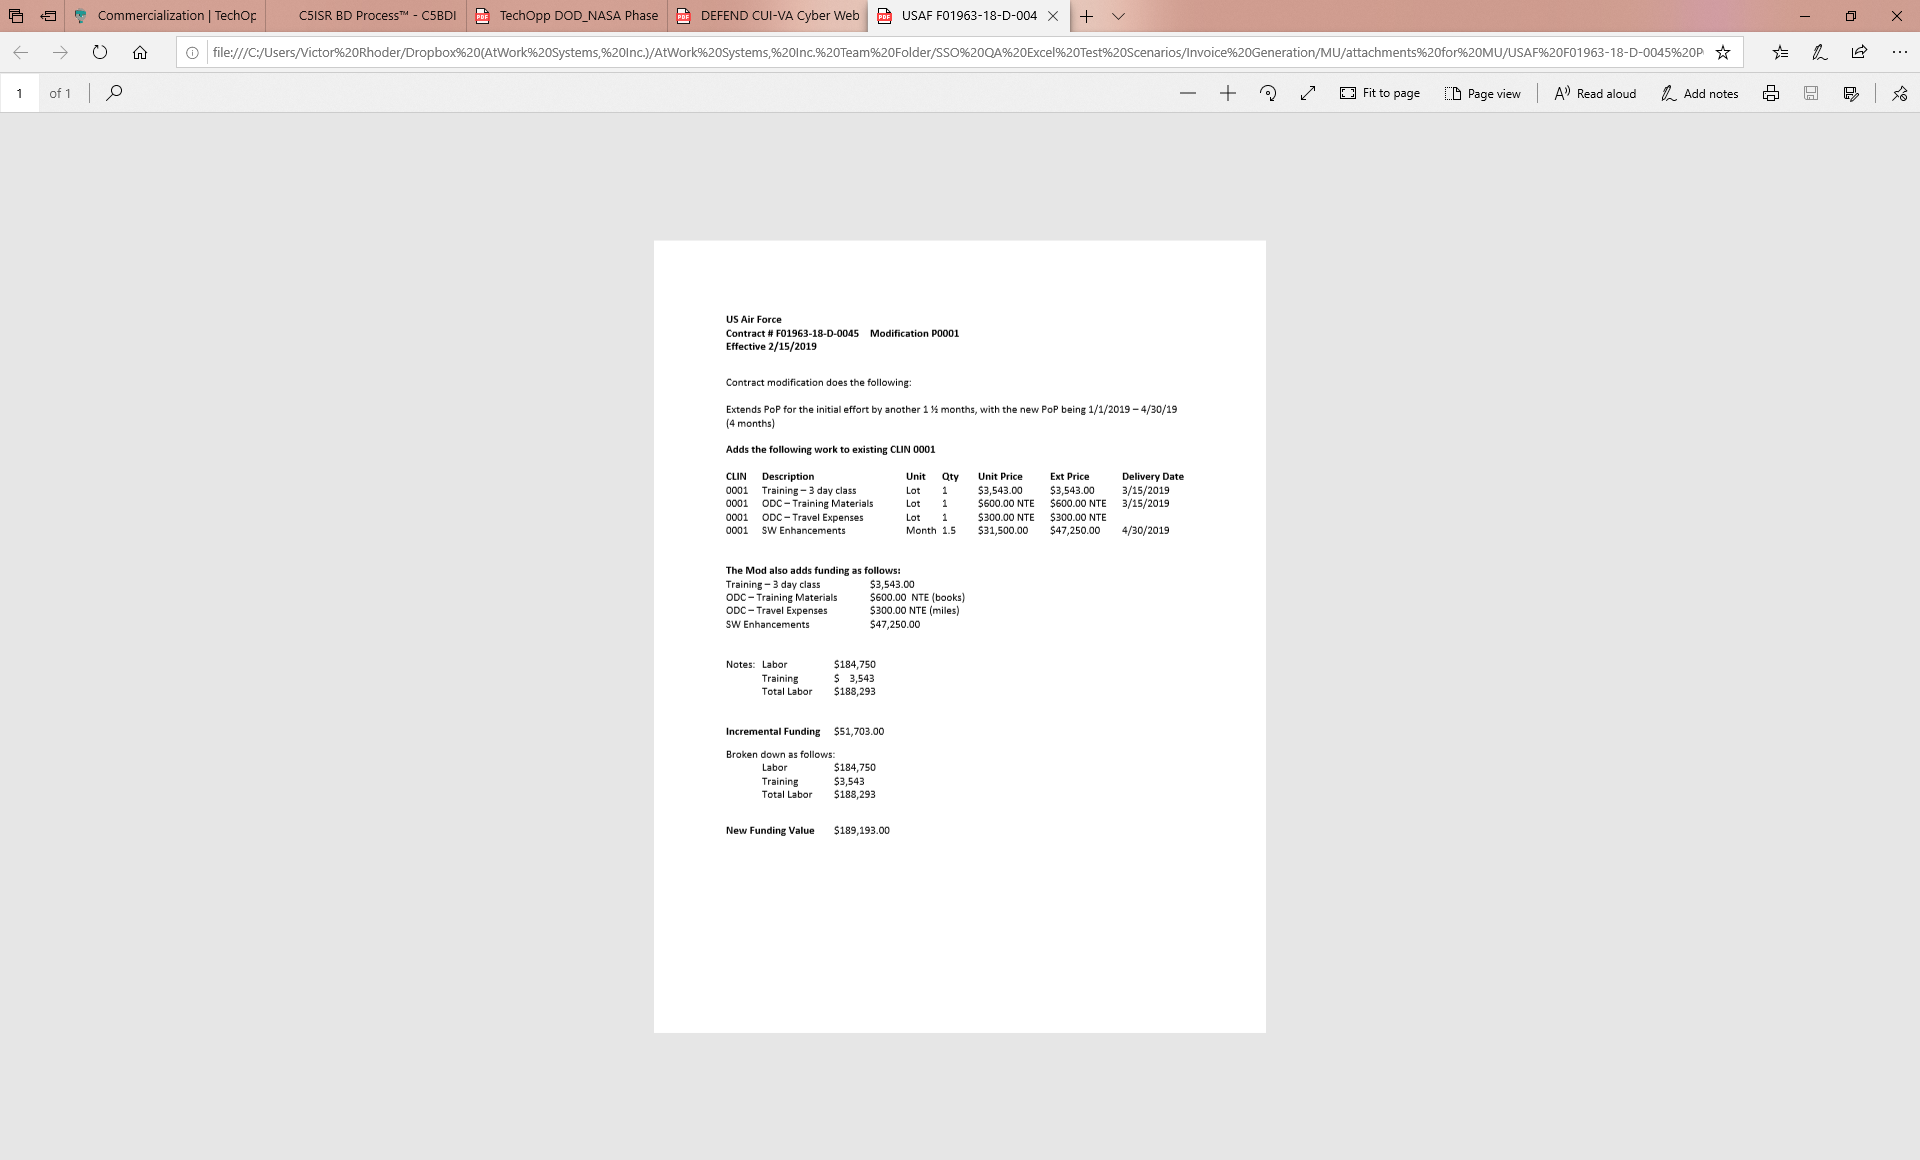 Commercialization | TechOp
C5ISR BD Process™ - C5BDI
TechOpp DOD_NASA Phase
DEFEND CUI-VA Cyber Web
USAF F01963-18-D-004
file:///C:/Users/Victor%20Rhoder/Dropbox%20(AtWork%20Systems,%20Inc.)/AtWork%20Systems,%20Inc.%20Team%20Folder/SSO%20QA%20Excel%20Test%20Scenarios/Invoice%20Generation/MU/attachments%20for%20MU/USAF%20F01963-18-D-0045%20P
1 of 1 Fit to page Page view Read aloud Add notes
US Air Force
Contract # F01963-18-D-0045 Modification P0001
Effective 2/15/2019
Contract modification does the following:
Extends PoP for the initial effort by another 1 ½ months, with the new PoP being 1/1/2019 – 4/30/19
(4 months)
Adds the following work to existing CLIN 0001
CLIN Description Unit Qty Unit Price Ext Price Delivery Date
0001 Training – 3 day class Lot 1 $3,543.00 $3,543.00 3/15/2019
0001 ODC – Training Materials Lot 1 $600.00 NTE $600.00 NTE 3/15/2019
0001 ODC – Travel Expenses Lot 1 $300.00 NTE $300.00 NTE
0001 SW Enhancements Month 1.5 $31,500.00 $47,250.00 4/30/2019
The Mod also adds funding as follows:
Training – 3 day class $3,543.00
ODC – Training Materials $600.00 NTE (books)
ODC – Travel Expenses $300.00 NTE (miles)
SW Enhancements $47,250.00
Notes: Labor $184,750
Training $ 3,543
Total Labor $188,293
Incremental Funding $51,703.00
Broken down as follows:
Labor $184,750
Training $3,543
Total Labor $188,293
New Funding Value $189,193.00